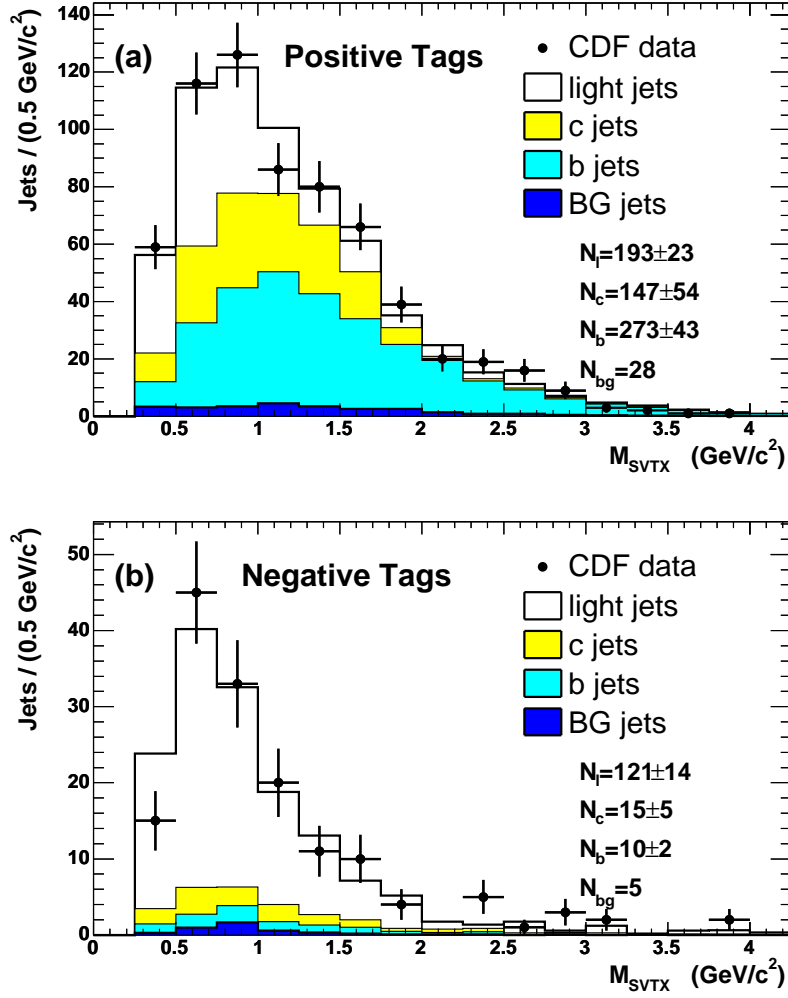 140
120
100
80
60
40
20
0
Jets / (0.5 GeV/c²)
(a) Positive Tags
CDF data
light jets
c jets
b jets
BG jets
N_l=193±23
N_c=147±54
N_b=273±43
N_bg=28
0 0.5 1 1.5 2 2.5 3 3.5 4
M_SVTX (GeV/c²)
50
40
30
20
10
0
Jets / (0.5 GeV/c²)
(b) Negative Tags
CDF data
light jets
c jets
b jets
BG jets
N_l=121±14
N_c=15±5
N_b=10±2
N_bg=5
0 0.5 1 1.5 2 2.5 3 3.5 4
M_SVTX (GeV/c²)